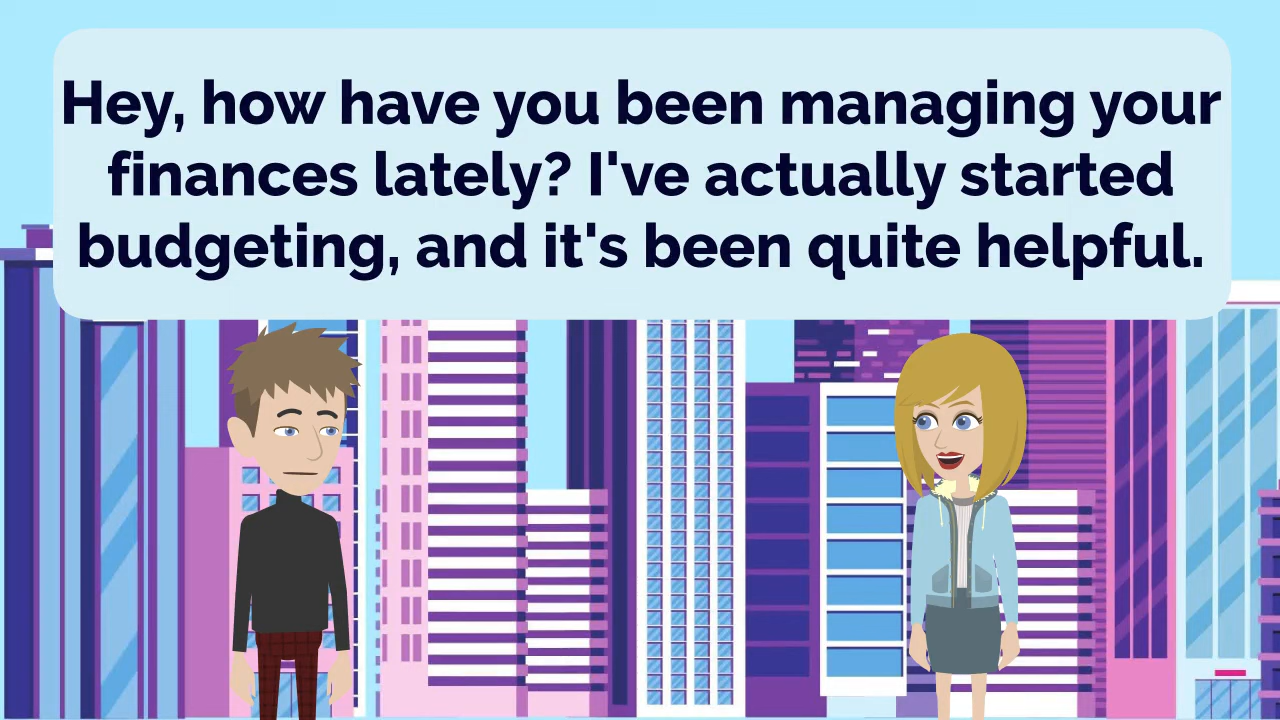 Hey, how have you been managing your
finances lately? I've actually started
budgeting, and it's been quite helpful.